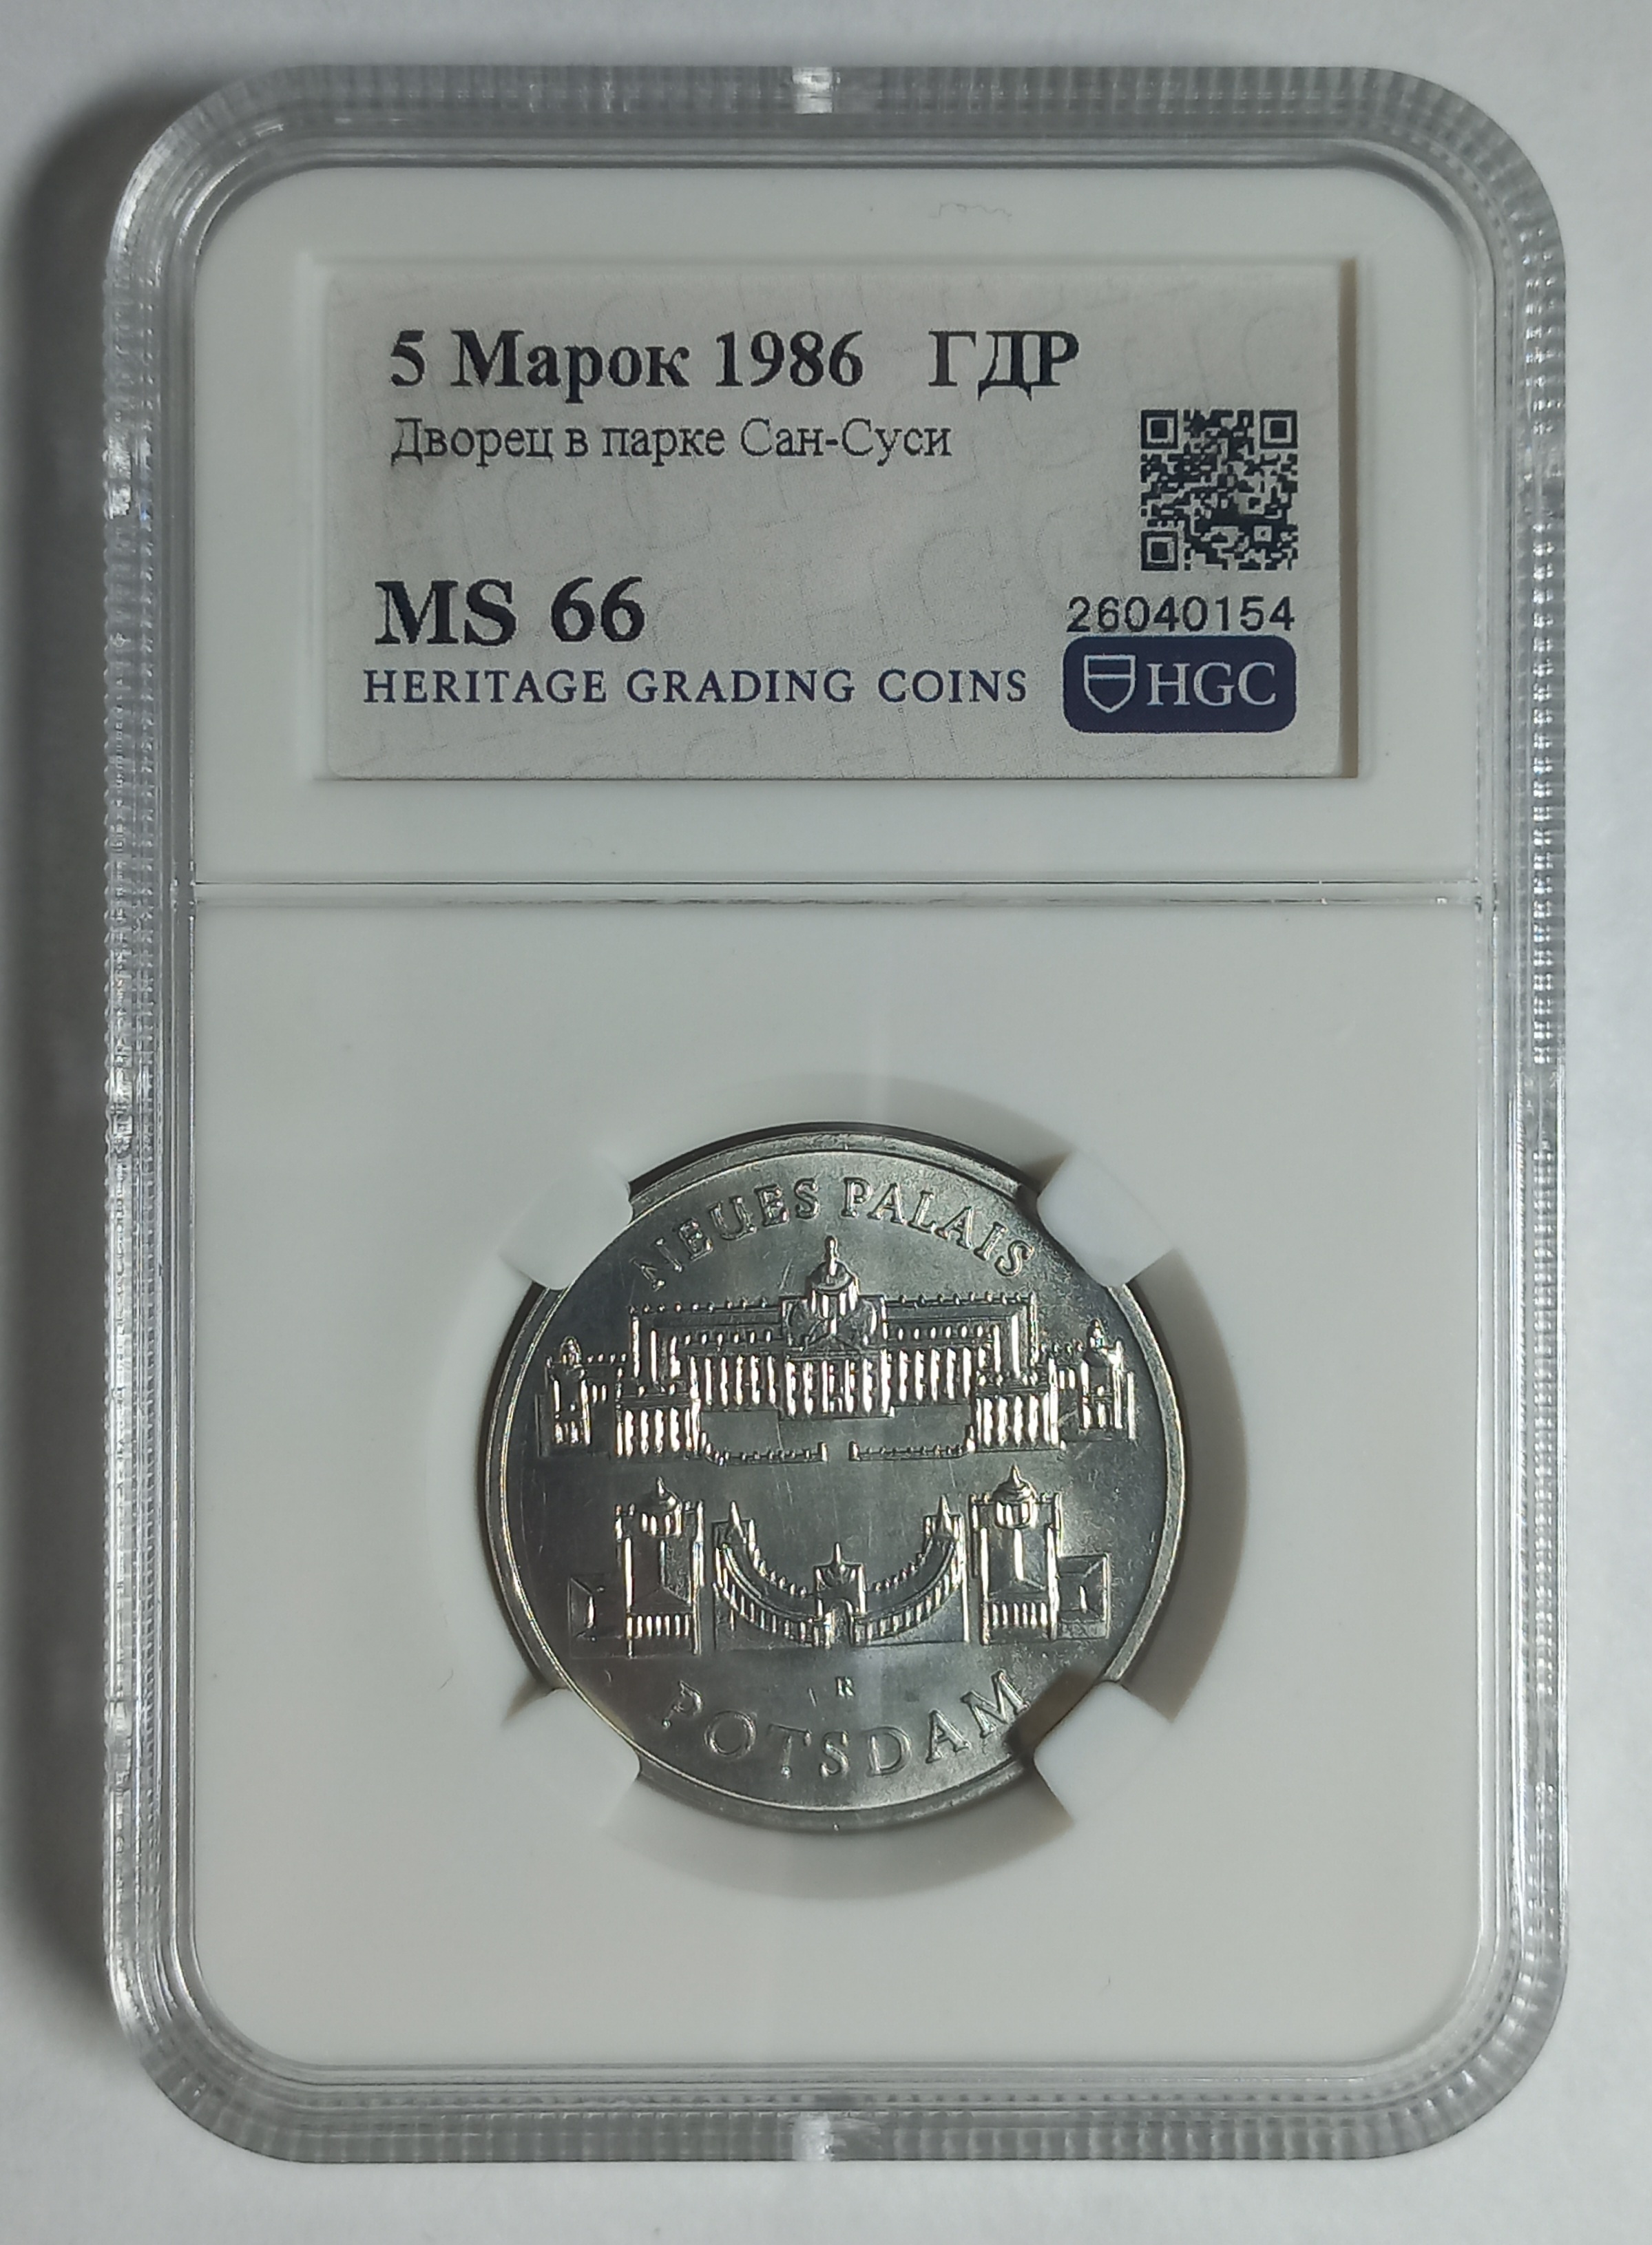 5 Марок 1986 ГДР
Дворец в парке Сан-Суси
MS 66
26040154
HERITAGE GRADING COINS
HGC
NEUES PALAIS
R
POTSDAM